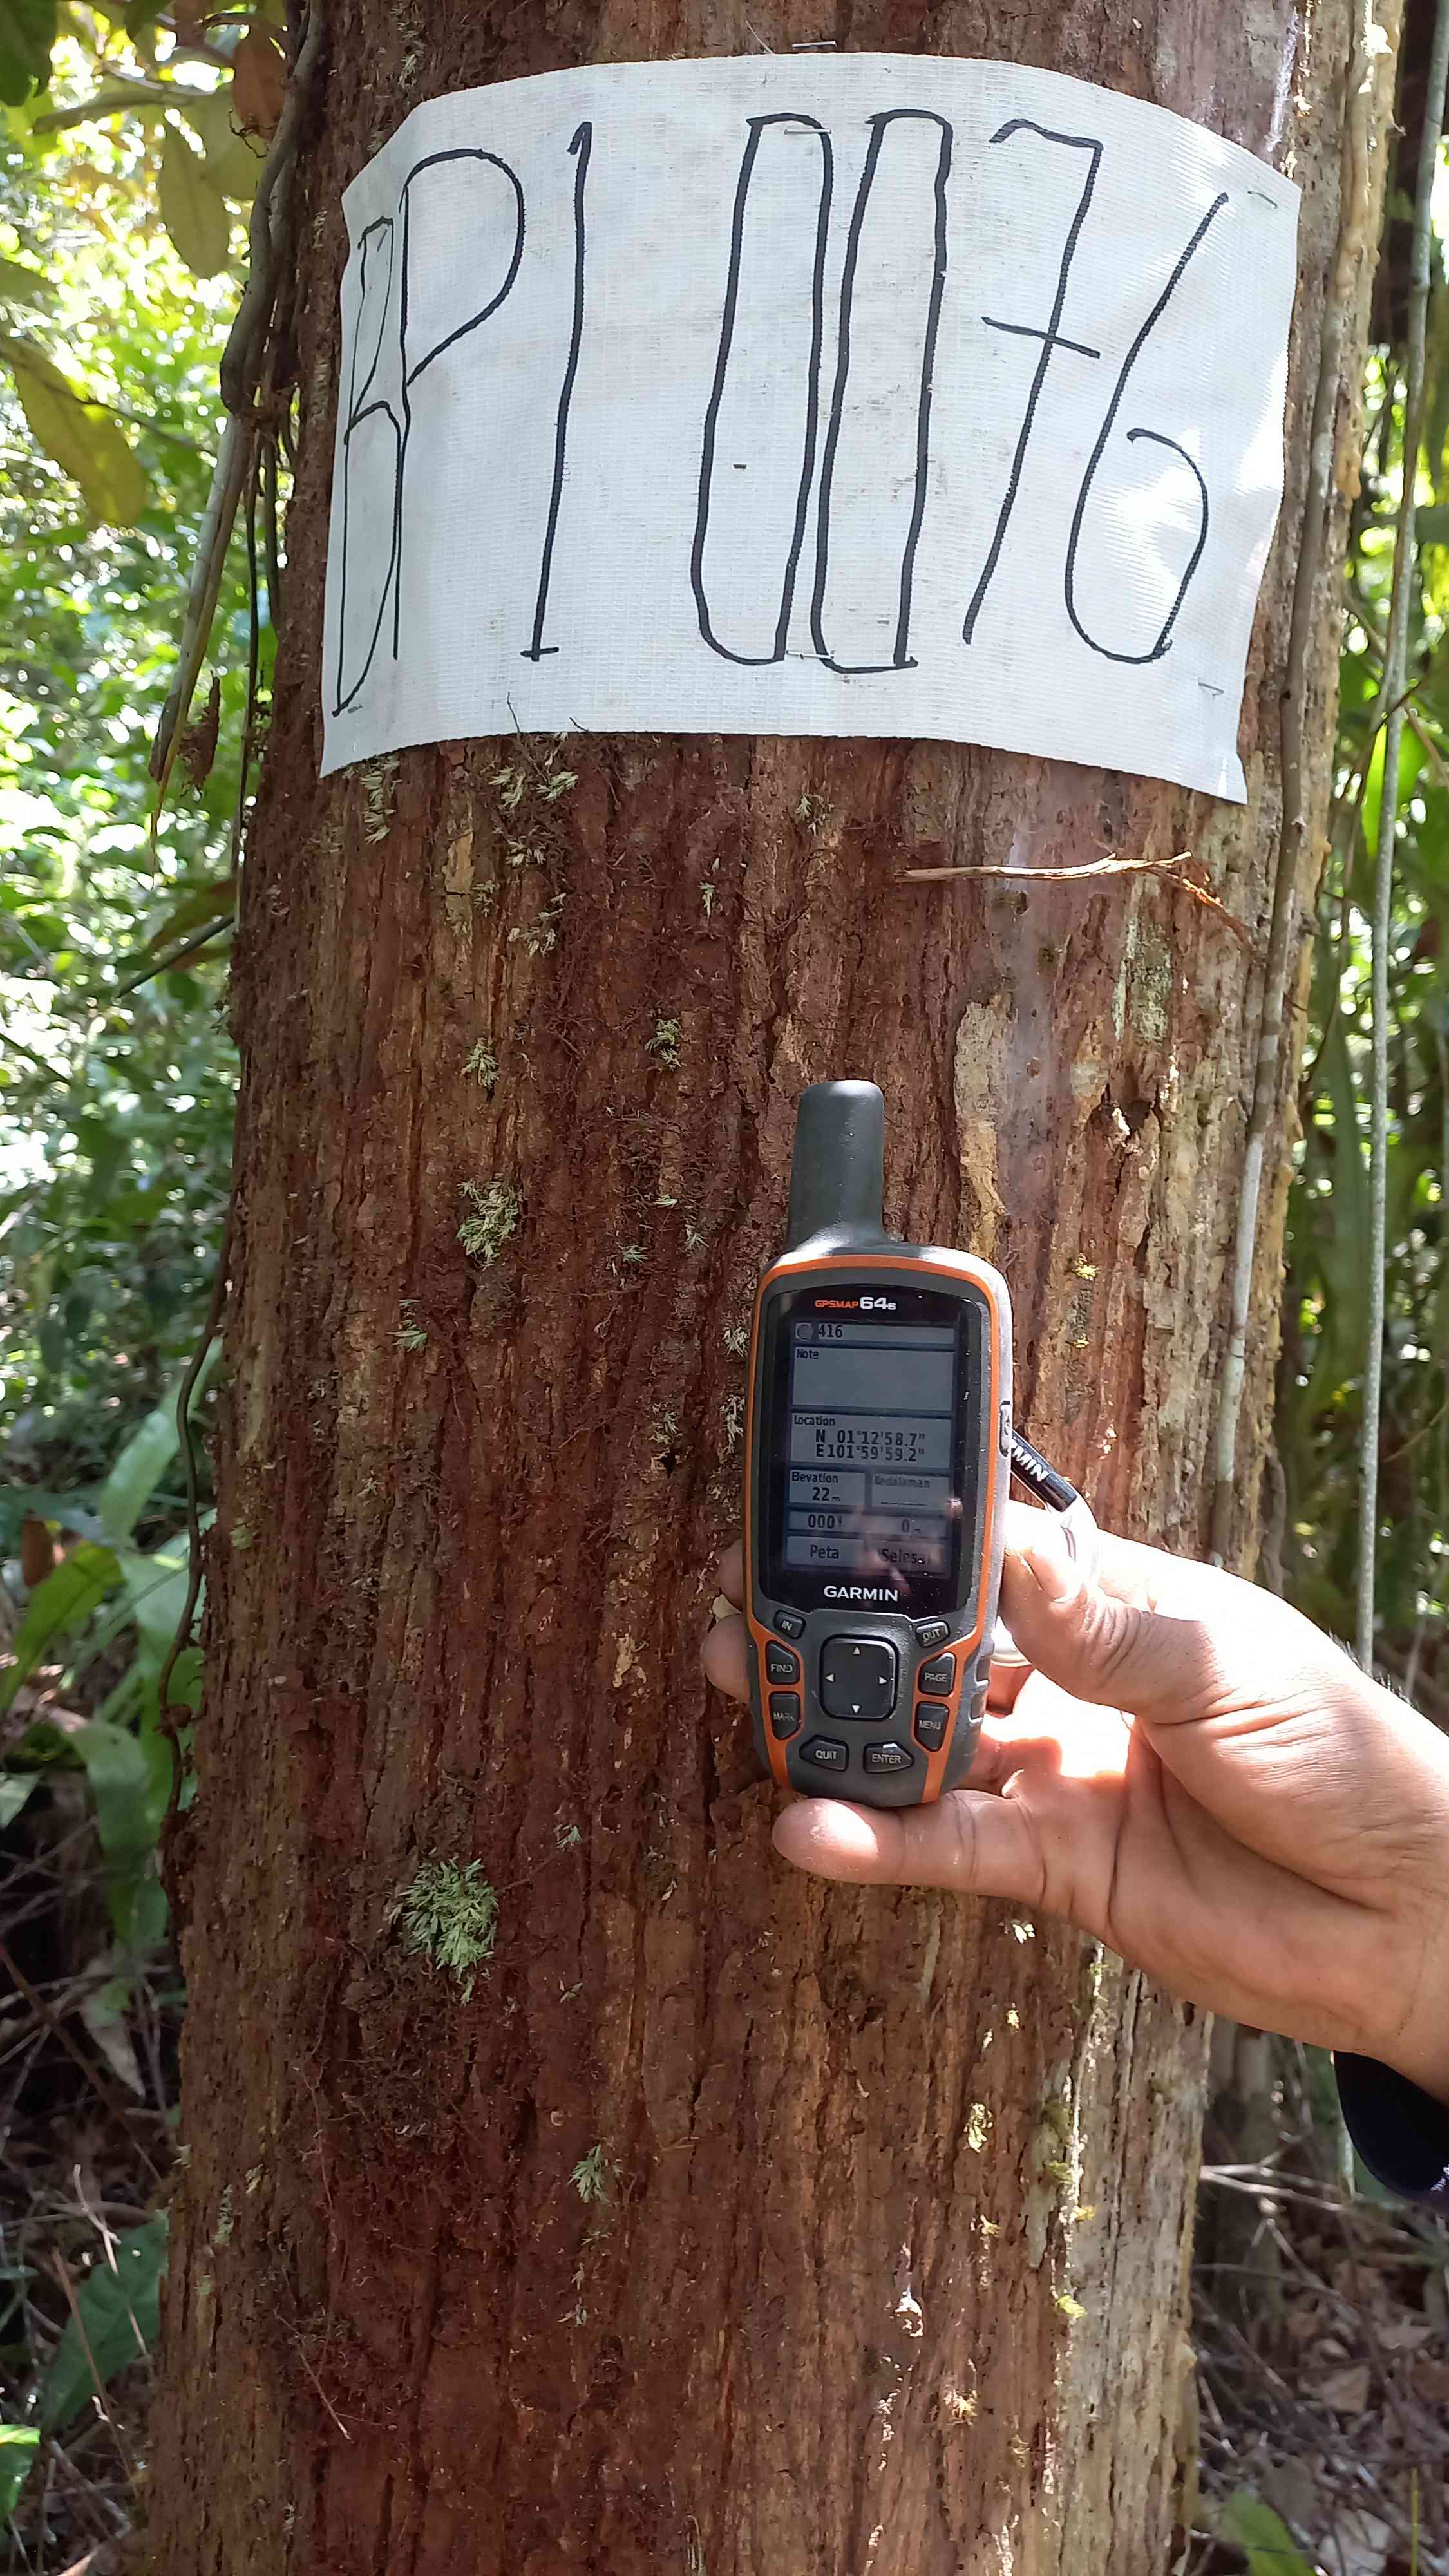 BP1 0076
GPSMAP 64s
416
Note
Location
N 01°12'58.7"
E101°59'59.2"
Elevation Kedalaman
22m
000° 0m
Peta Selesai
GARMIN
IN OUT
FIND PAGE
MARK MENU
QUIT ENTER